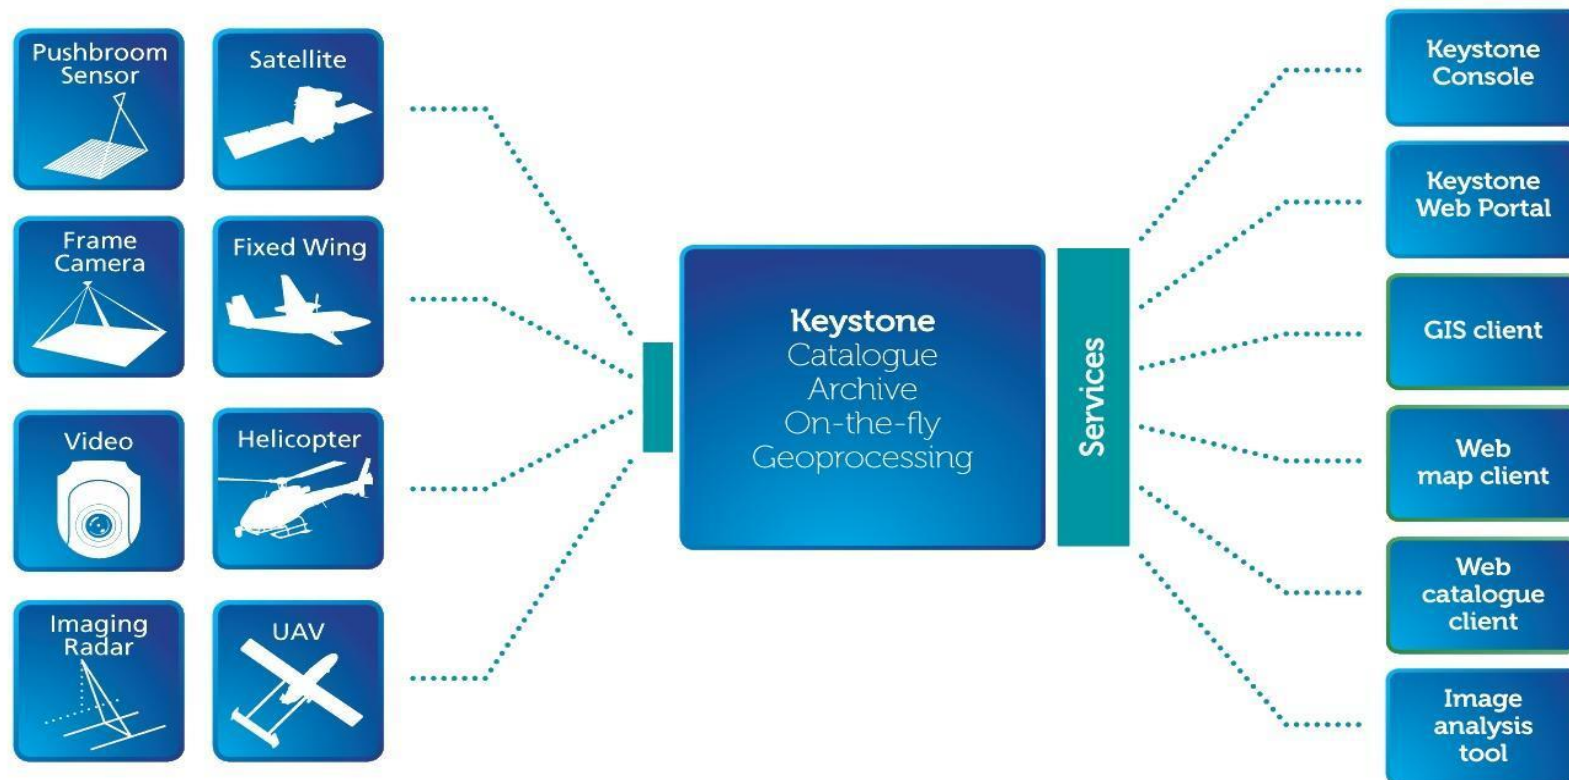 Pushbroom
Sensor
Satellite
Frame
Camera
Fixed Wing
Video
Helicopter
Imaging
Radar
UAV
Keystone
Catalogue
Archive
On-the-fly
Geoprocessing
Services
Keystone
Console
Keystone
Web Portal
GIS client
Web
map client
Web
catalogue
client
Image
analysis
tool